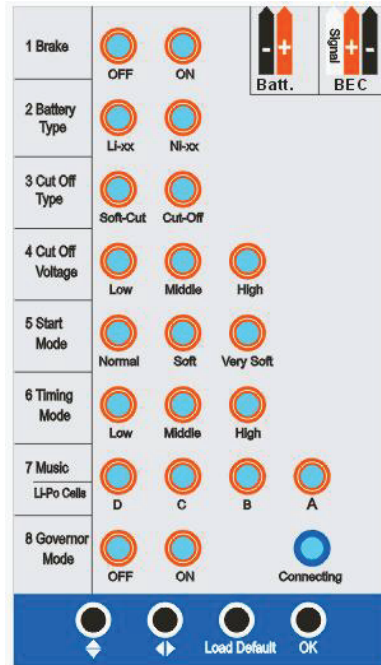 1 Brake
OFF ON
- + Signal + -
Batt. BEC
2 Battery
Type
Li-xx Ni-xx
3 Cut Off
Type
Soft-Cut Cut-Off
4 Cut Off
Voltage
Low Middle High
5 Start
Mode
Normal Soft Very Soft
6 Timing
Mode
Low Middle High
7 Music
Li-Po Cells
D C B A
8 Governor
Mode
OFF ON Connecting
Load Default OK